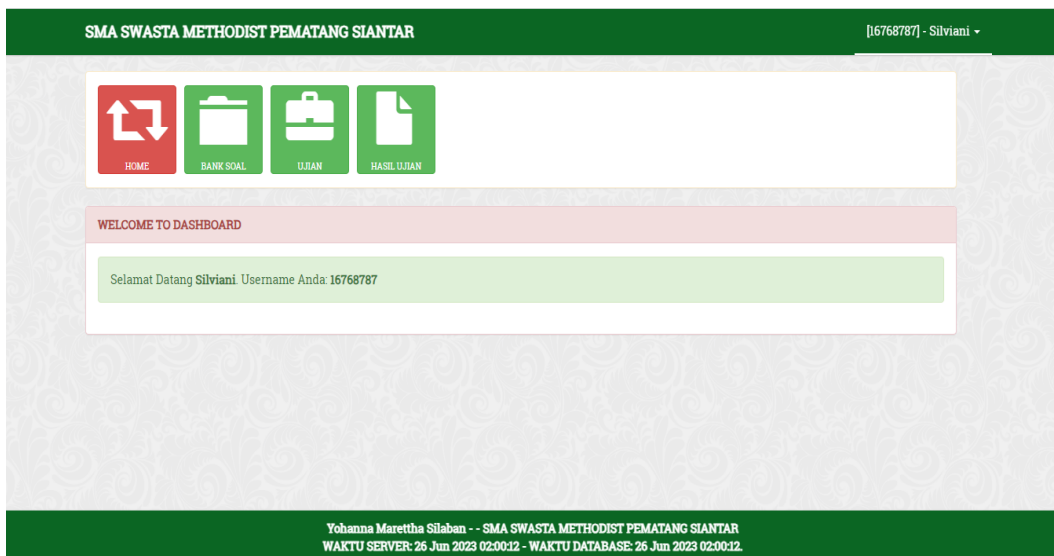 SMA SWASTA METHODIST PEMATANG SIANTAR
[16768787] - Silviani
HOME
BANK SOAL
UJIAN
HASIL UJIAN
WELCOME TO DASHBOARD
Selamat Datang Silviani. Username Anda: 16768787
Yohanna Marettha Silaban - - SMA SWASTA METHODIST PEMATANG SIANTAR
WAKTU SERVER: 26 Jun 2023 02:00:12 - WAKTU DATABASE: 26 Jun 2023 02:00:12.